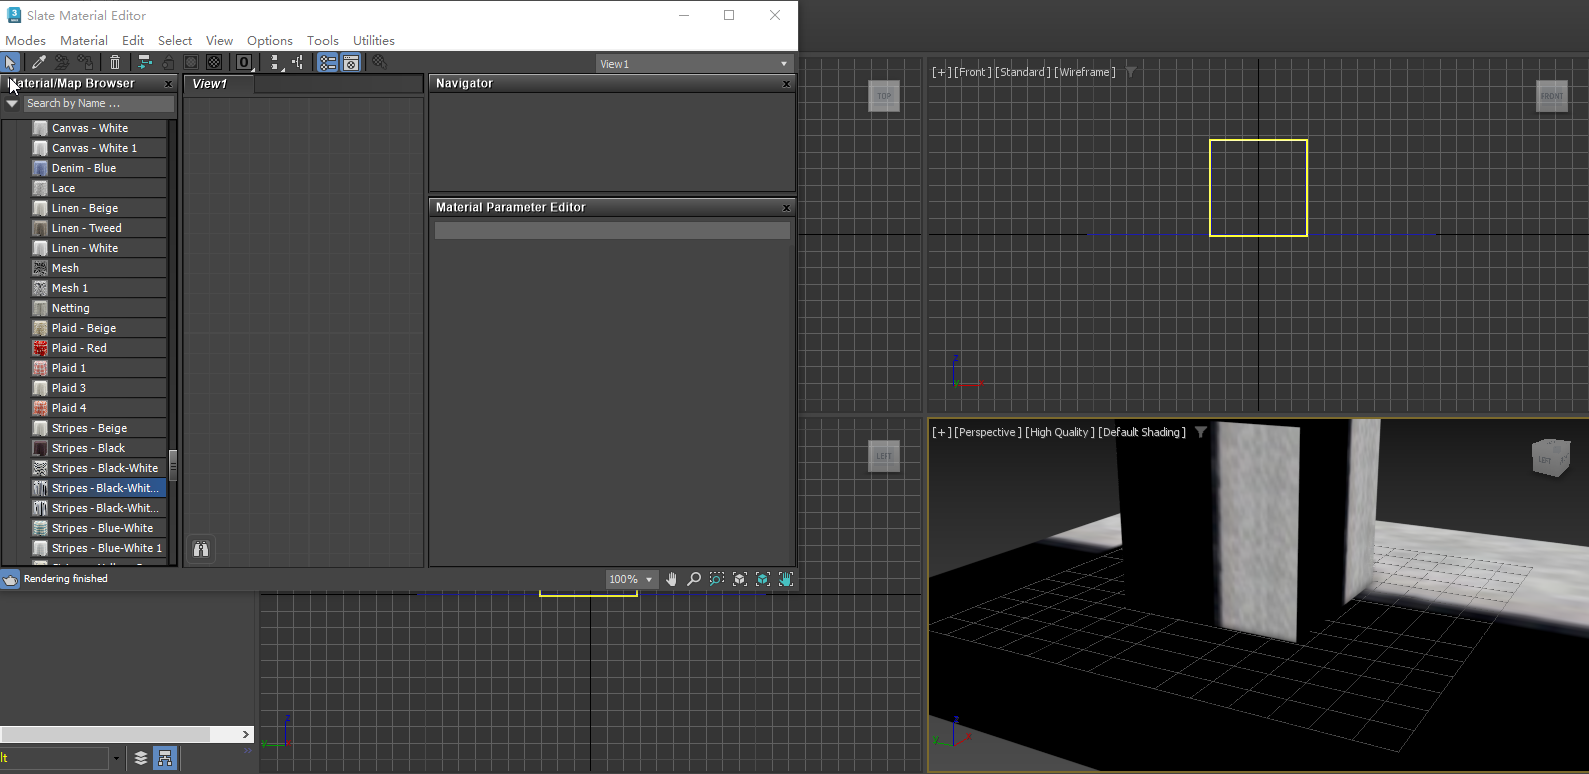 Slate Material Editor
Modes Material Edit Select View Options Tools Utilities
View1
Material/Map Browser x
Search by Name ...
Canvas - White
Canvas - White 1
Denim - Blue
Lace
Linen - Beige
Linen - Tweed
Linen - White
Mesh
Mesh 1
Netting
Plaid - Beige
Plaid - Red
Plaid 1
Plaid 3
Plaid 4
Stripes - Beige
Stripes - Black
Stripes - Black-White
Stripes - Black-Whit...
Stripes - Black-Whit...
Stripes - Blue-White
Stripes - Blue-White 1
View1
Navigator x
Material Parameter Editor x
Rendering finished
100%
TOP
[+] [Front ] [Standard ] [Wireframe ]
FRONT
z
y x
LEFT
[+] [Perspective ] [High Quality ] [Default Shading ]
LEFT
z
y x
z
y x
lt